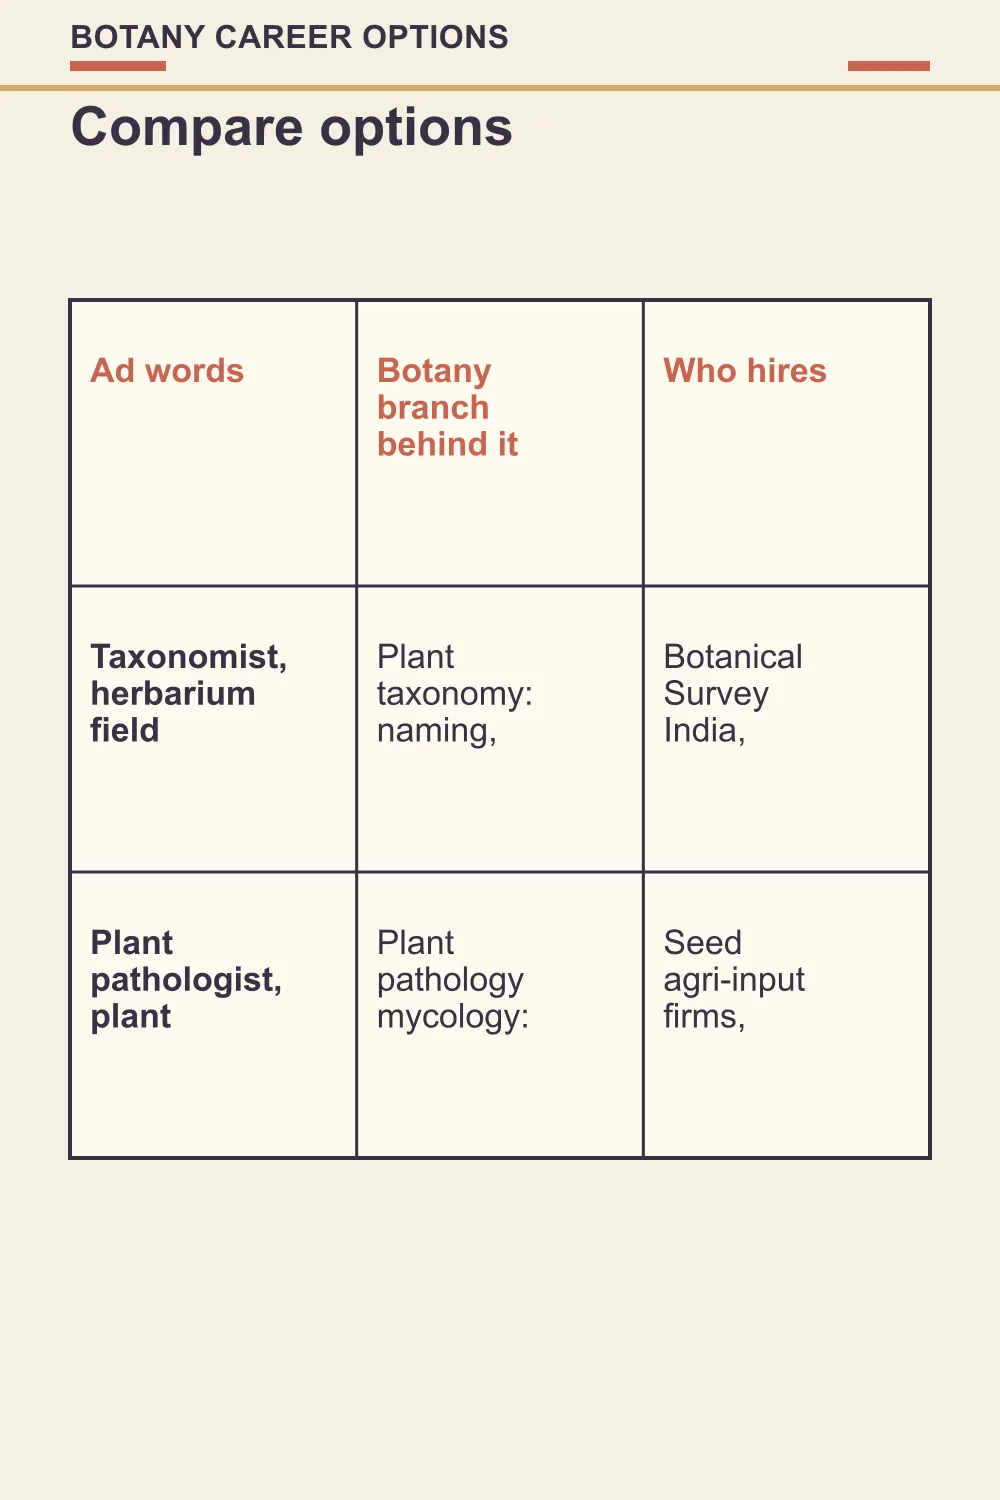 BOTANY CAREER OPTIONS
Compare options
Ad words
Botany
branch
behind it
Who hires
Taxonomist,
herbarium
field
Plant
taxonomy:
naming,
Botanical
Survey
India,
Plant
pathologist,
plant
Plant
pathology
mycology:
Seed
agri-input
firms,